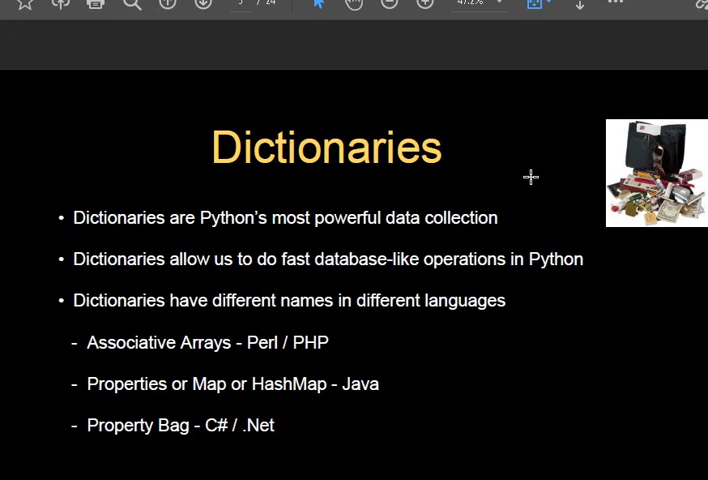 47.2%
Dictionaries
• Dictionaries are Python's most powerful data collection
• Dictionaries allow us to do fast database-like operations in Python
• Dictionaries have different names in different languages
- Associative Arrays - Perl / PHP
- Properties or Map or HashMap - Java
- Property Bag - C# / .Net